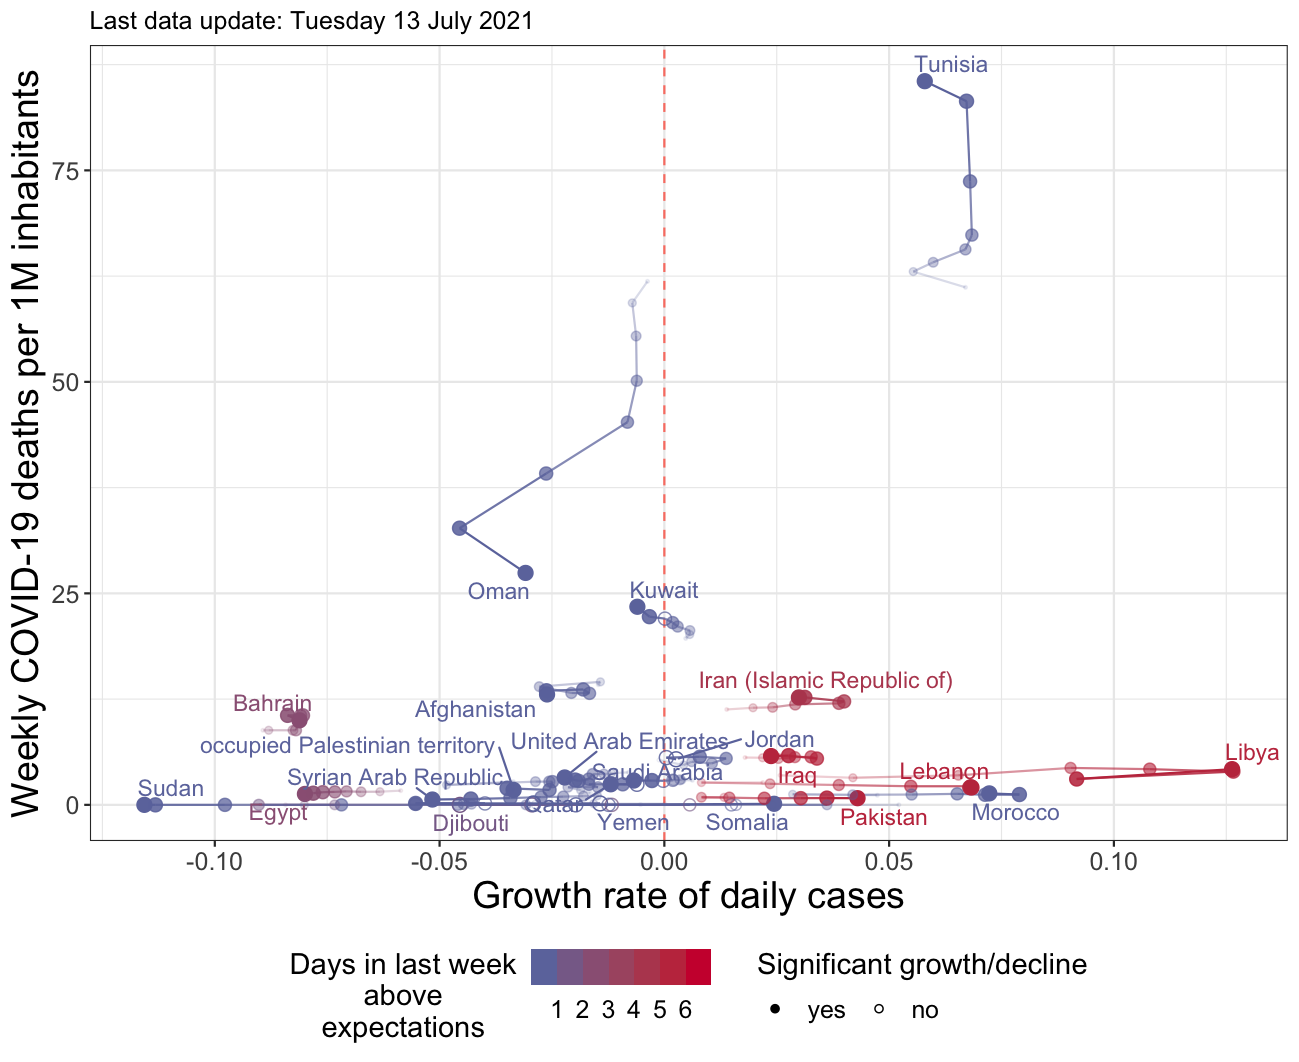 Last data update: Tuesday 13 July 2021
Weekly COVID-19 deaths per 1M inhabitants
75
50
25
0
Tunisia
Oman
Kuwait
Iran (Islamic Republic of)
Bahrain
Afghanistan
occupied Palestinian territory
United Arab Emirates
Jordan
Libya
Syrian Arab Republic
Saudi Arabia
Iraq
Lebanon
Sudan
Egypt
Djibouti
Qatar
Yemen
Somalia
Pakistan
Morocco
-0.10
-0.05
0.00
0.05
0.10
Growth rate of daily cases
Days in last week
above
expectations
1 2 3 4 5 6
Significant growth/decline
yes
no